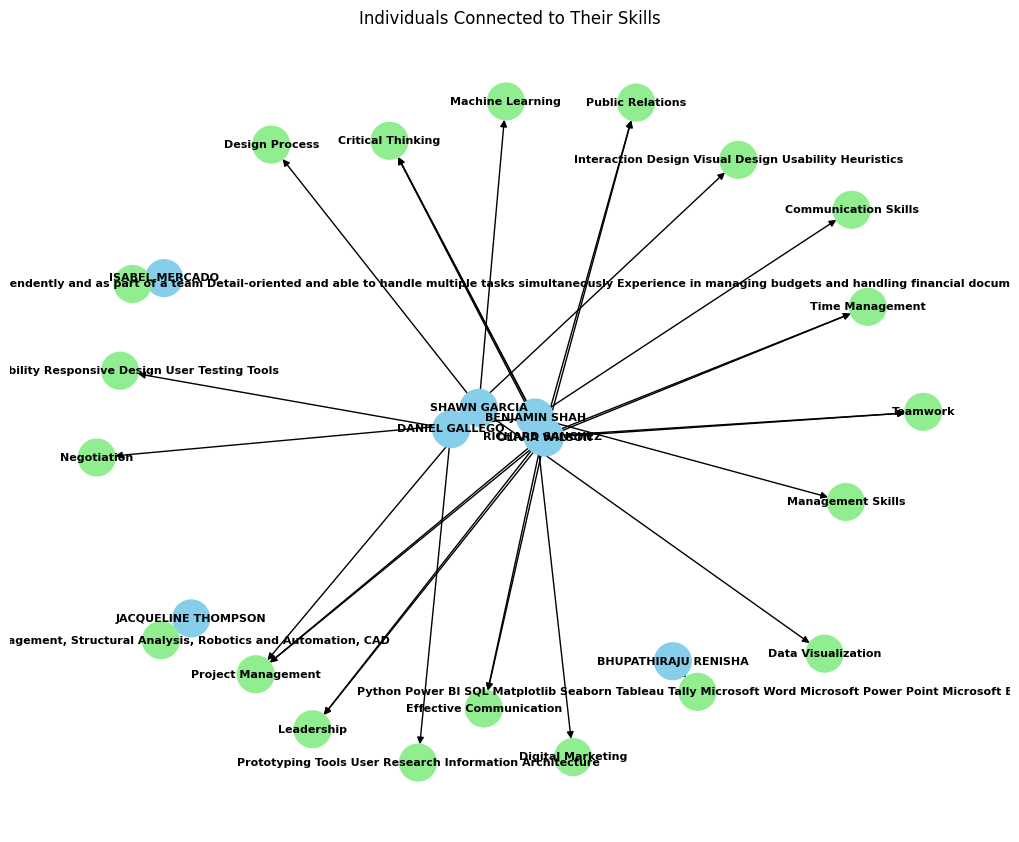 Individuals Connected to Their Skills
Machine Learning
Public Relations
Design Process
Critical Thinking
Interaction Design Visual Design Usability Heuristics
Communication Skills
ISABEL MERCADO
endently and as part of a team Detail-oriented and able to handle multiple tasks simultaneously Experience in managing budgets and handling financial docum
Time Management
bility Responsive Design User Testing Tools
SHAWN GARCIA
BENJAMIN SHAH
Teamwork
DANIEL GALLEGO
OLIVIA WILSON
Negotiation
Management Skills
JACQUELINE THOMPSON
agement, Structural Analysis, Robotics and Automation, CAD
Data Visualization
BHUPATHIRAJU RENISHA
Project Management
Python Power BI SQL Matplotlib Seaborn Tableau Tally Microsoft Word Microsoft Power Point Microsoft E
Effective Communication
Leadership
Digital Marketing
Prototyping Tools User Research Information Architecture